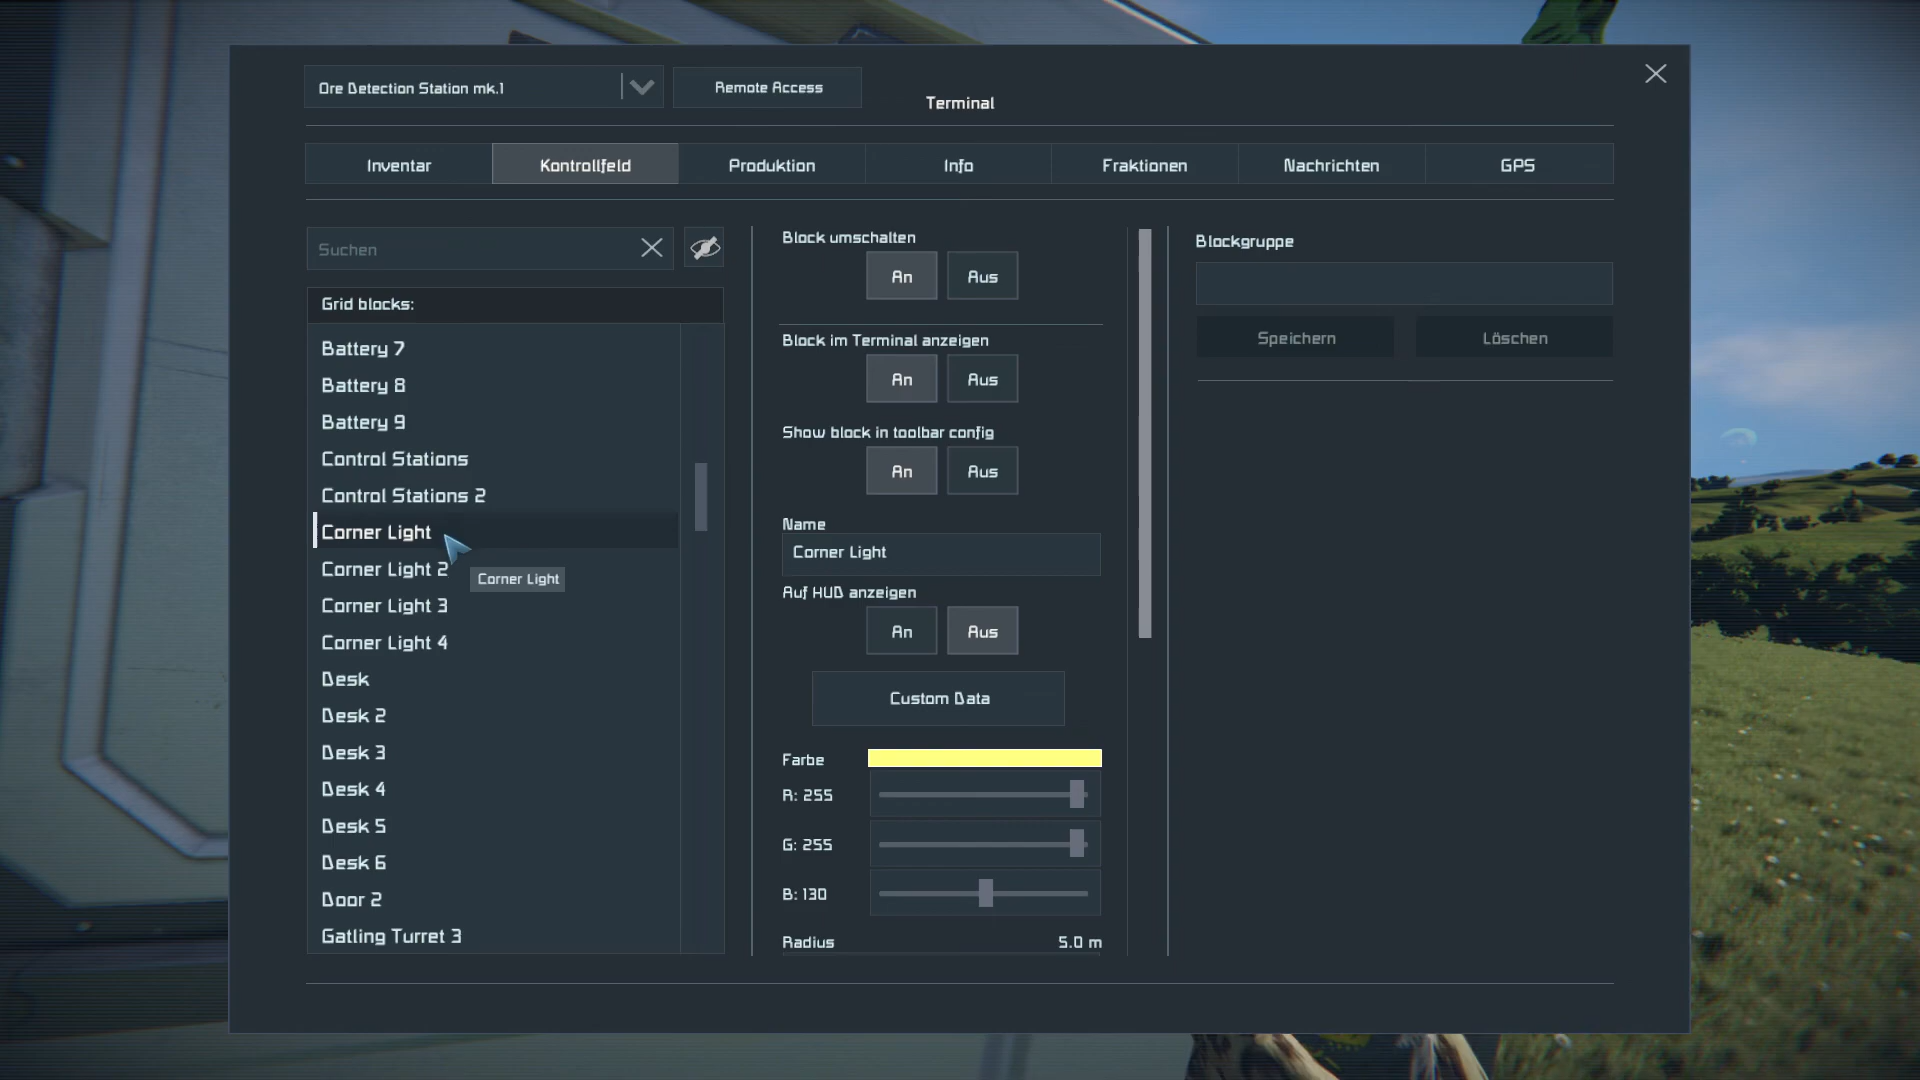 Ore Detection Station mk.1
Remote Access
Terminal
Inventar
Kontrollfeld
Produktion
Info
Fraktionen
Nachrichten
GPS
Suchen
Grid blocks:
Battery 7
Battery 8
Battery 9
Control Stations
Control Stations 2
Corner Light
Corner Light 2
Corner Light
Corner Light 3
Corner Light 4
Desk
Desk 2
Desk 3
Desk 4
Desk 5
Desk 6
Door 2
Gatling Turret 3
Block umschalten
An Aus
Block im Terminal anzeigen
An Aus
Show block in toolbar config
An Aus
Name
Corner Light
Auf HUD anzeigen
An Aus
Custom Data
Farbe
R: 255
G: 255
B: 130
Radius 5.0 m
Blockgruppe
Speichern
Löschen